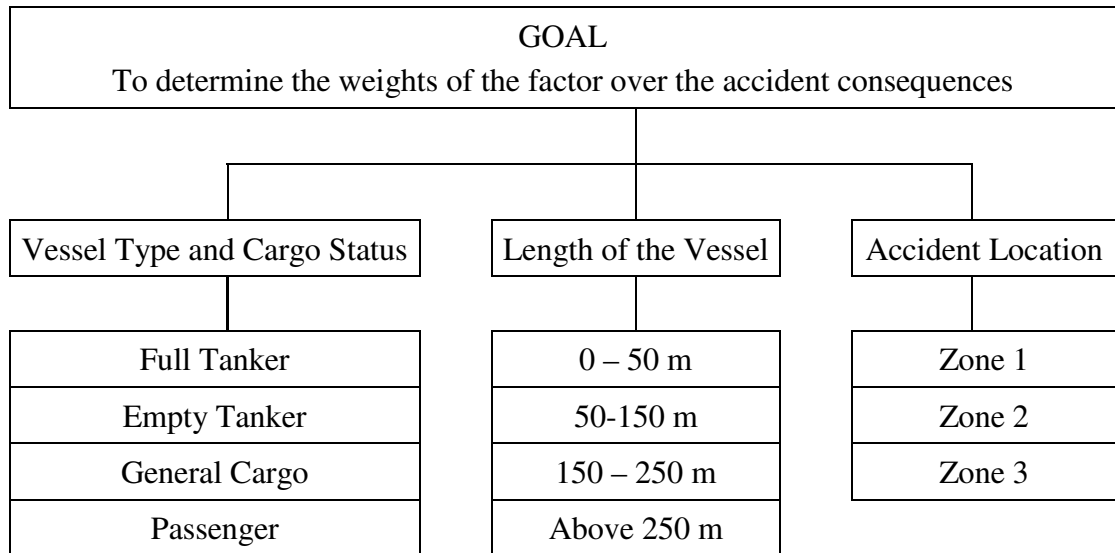 GOAL
To determine the weights of the factor over the accident consequences
Vessel Type and Cargo Status
Length of the Vessel
Accident Location
Full Tanker
0 – 50 m
Zone 1
Empty Tanker
50-150 m
Zone 2
General Cargo
150 – 250 m
Zone 3
Passenger
Above 250 m